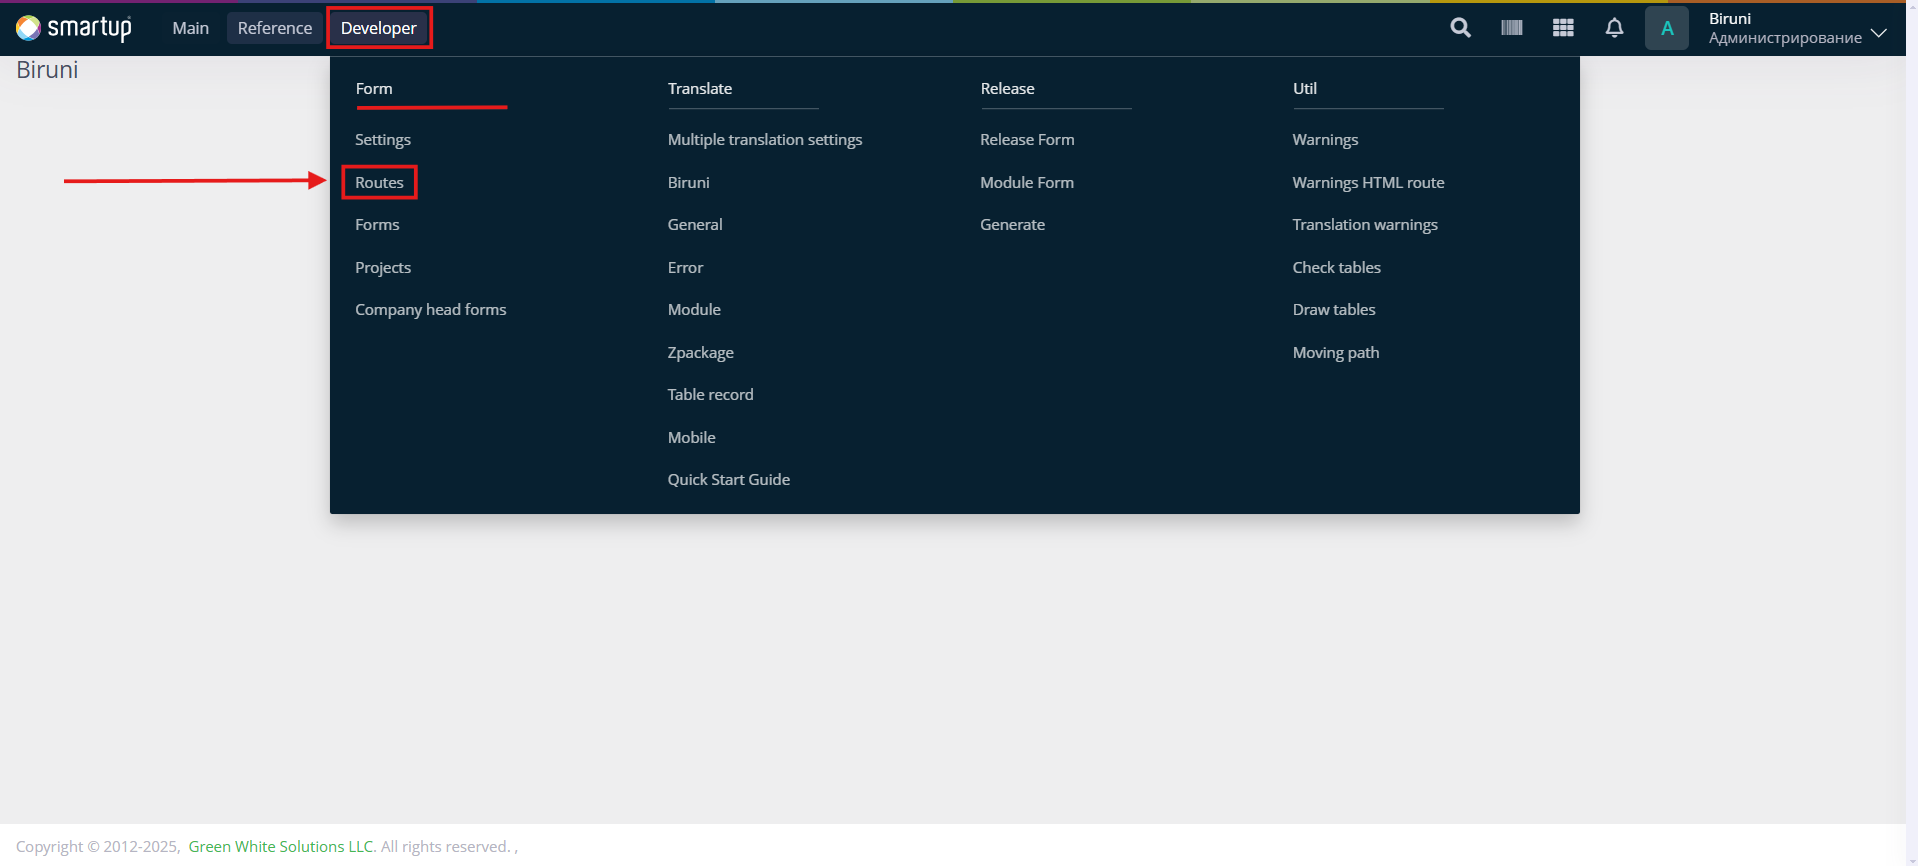 smartup Main Reference Developer A Biruni
Администрирование
Biruni
Form
Settings
Routes
Forms
Projects
Company head forms
Translate
Multiple translation settings
Biruni
General
Error
Module
Zpackage
Table record
Mobile
Quick Start Guide
Release
Release Form
Module Form
Generate
Util
Warnings
Warnings HTML route
Translation warnings
Check tables
Draw tables
Moving path
Copyright © 2012-2025, Green White Solutions LLC. All rights reserved. ,